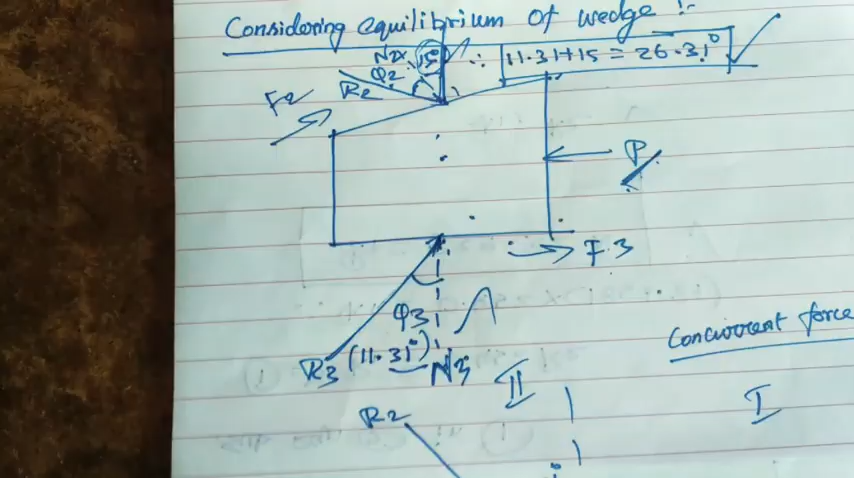 Considering equilibrium of wedge :-
N2x 15° ∴ 11.31+15 = 26.31°
φ2
R2
F2
P
F3
φ3
(11.31°)
R3 N3
II
Concurrent force
I
R2